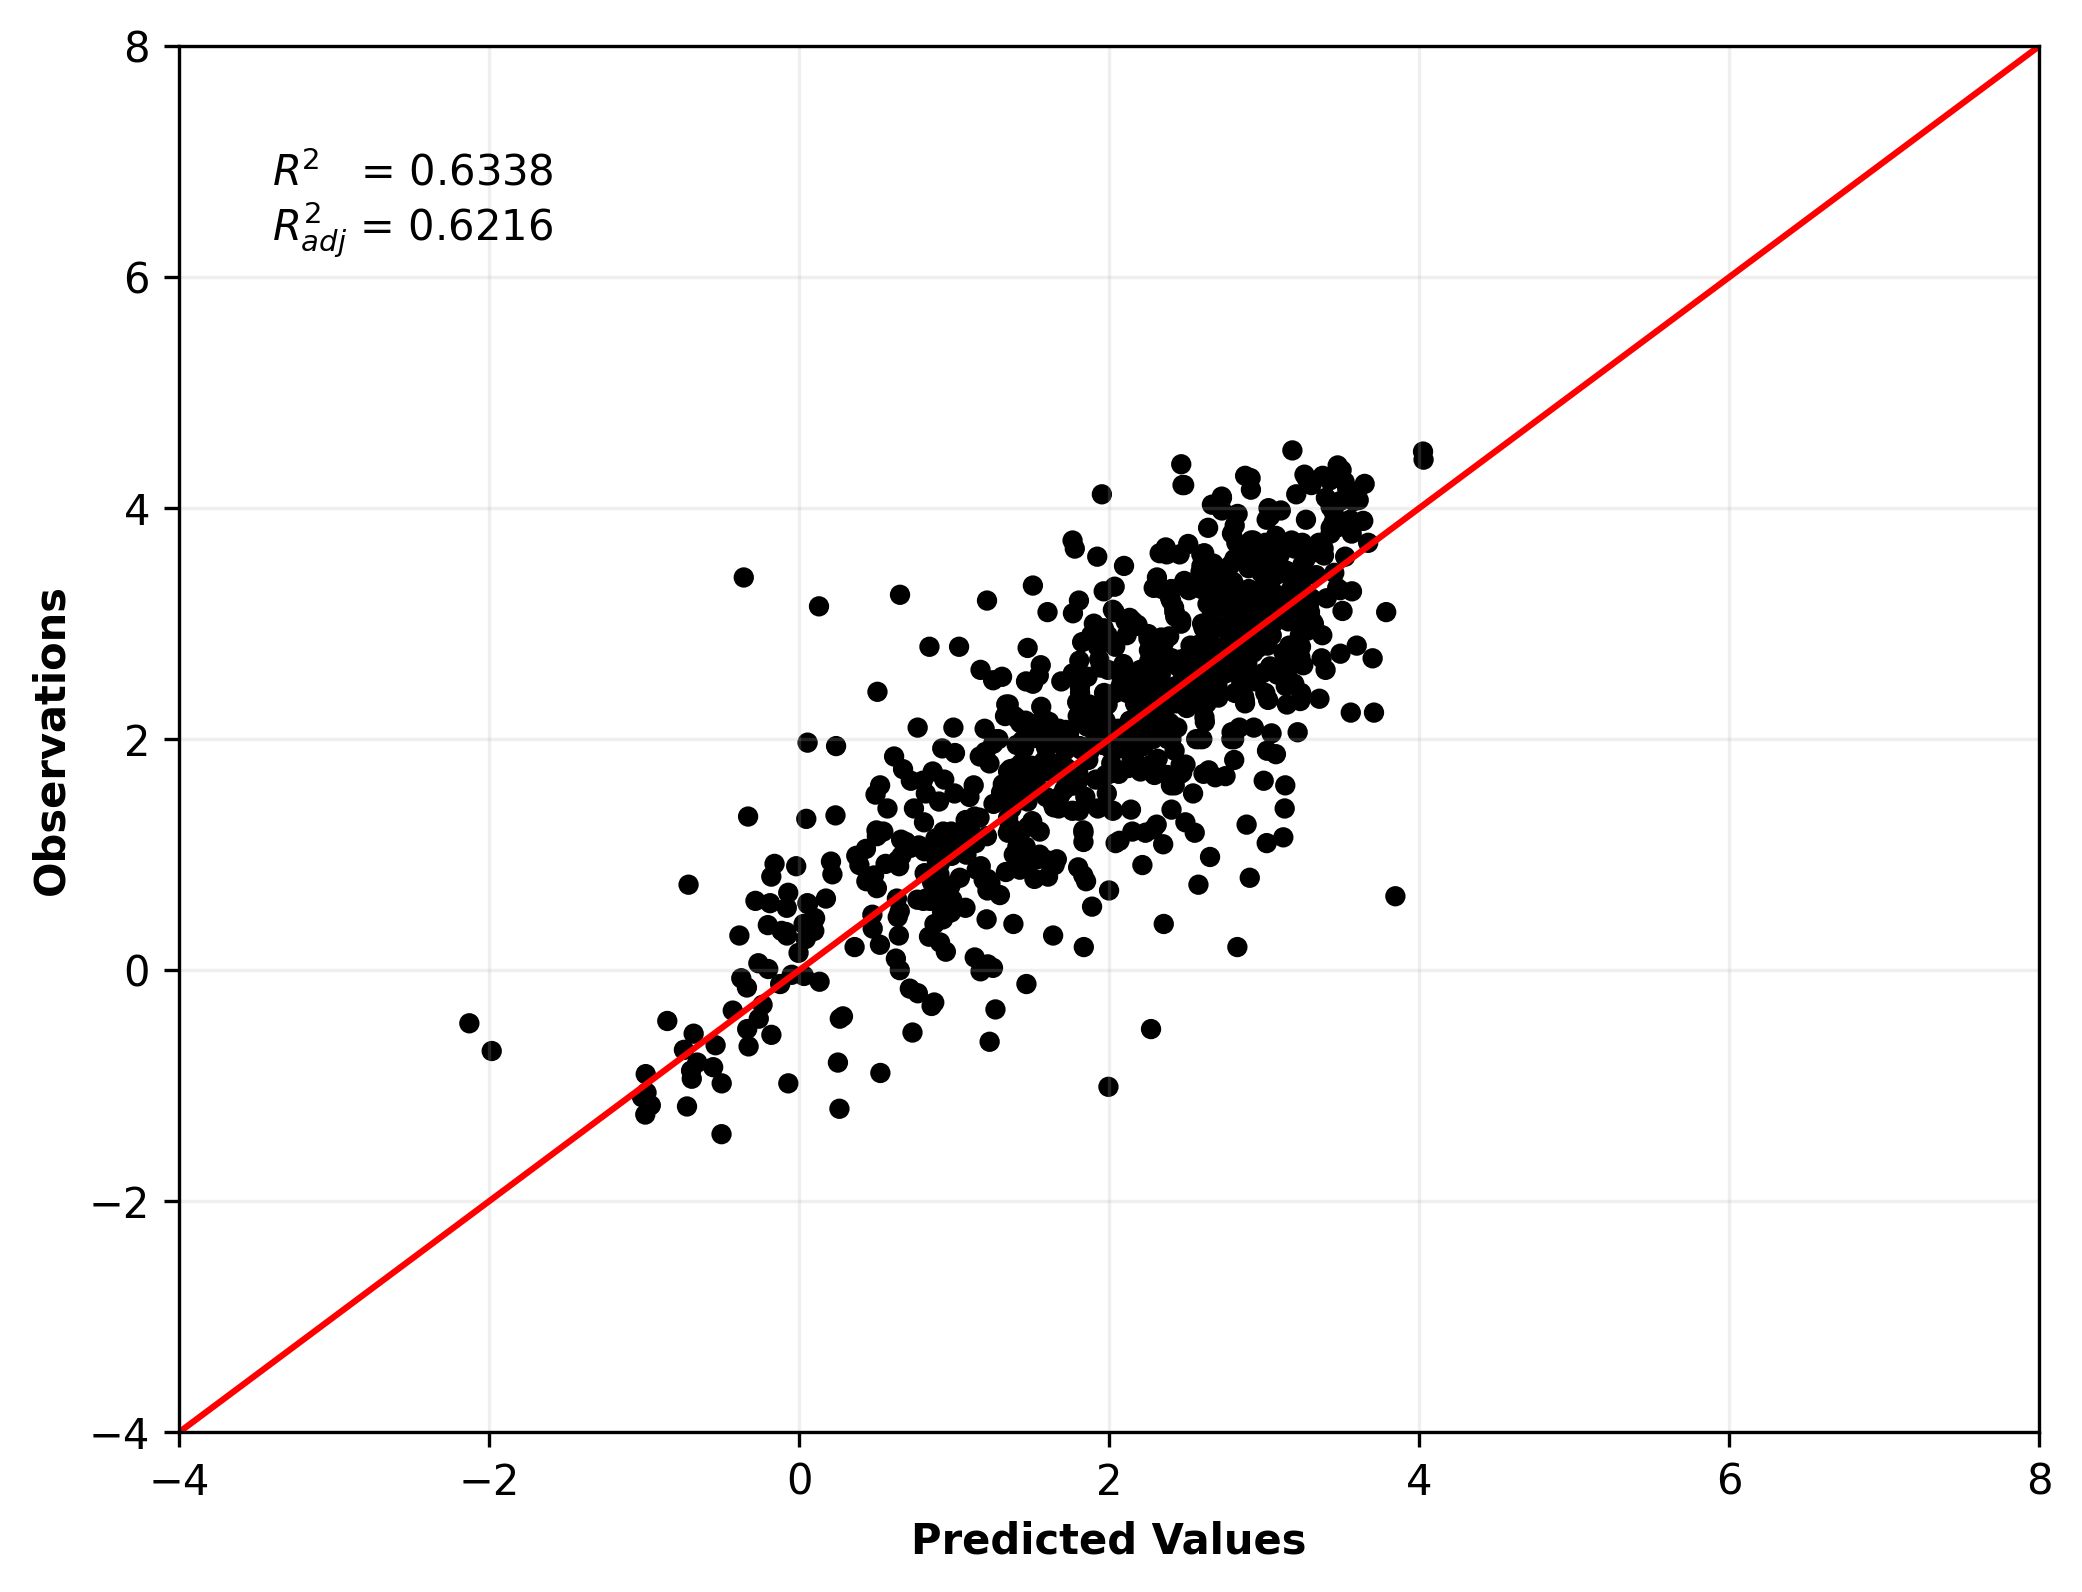 8
6
4
2
0
−2
−4
R² = 0.6338
R²adj = 0.6216
Observations
−4 −2 0 2 4 6 8
Predicted Values